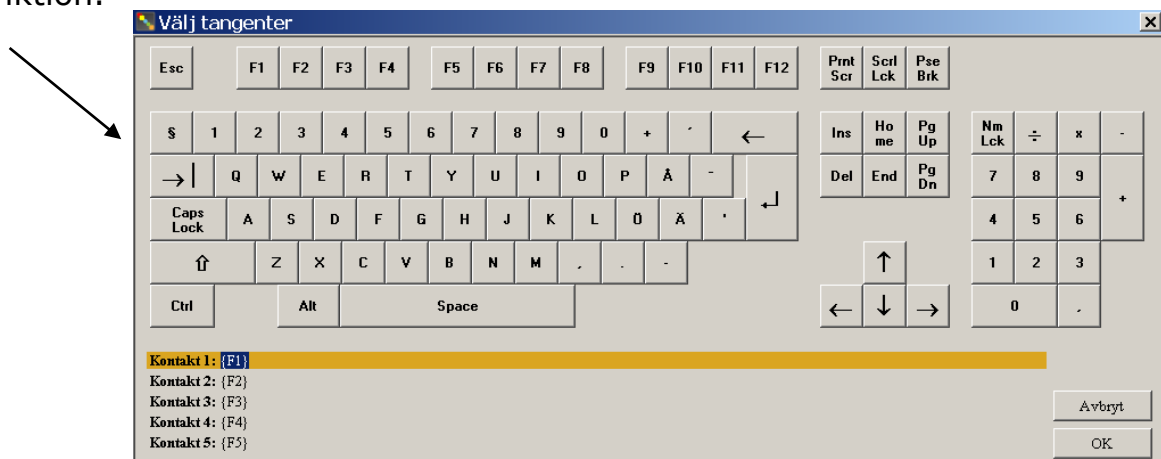 nktion.
Välj tangenter
Esc F1 F2 F3 F4 F5 F6 F7 F8 F9 F10 F11 F12 Prnt Scr Scrl Lck Pse Brk
§ 1 2 3 4 5 6 7 8 9 0 + ´ ← Ins Ho me Pg Up Nm Lck ÷ x -
→| Q W E R T Y U I O P Å ¨ ↵ Del End Pg Dn 7 8 9 +
Caps Lock A S D F G H J K L Ö Ä ' 4 5 6
⇧ Z X C V B N M , . - ↑ 1 2 3
Ctrl Alt Space ← ↓ → 0 .
Kontakt 1: {F1}
Kontakt 2: {F2}
Kontakt 3: {F3}
Kontakt 4: {F4}
Kontakt 5: {F5}
Avbryt
OK